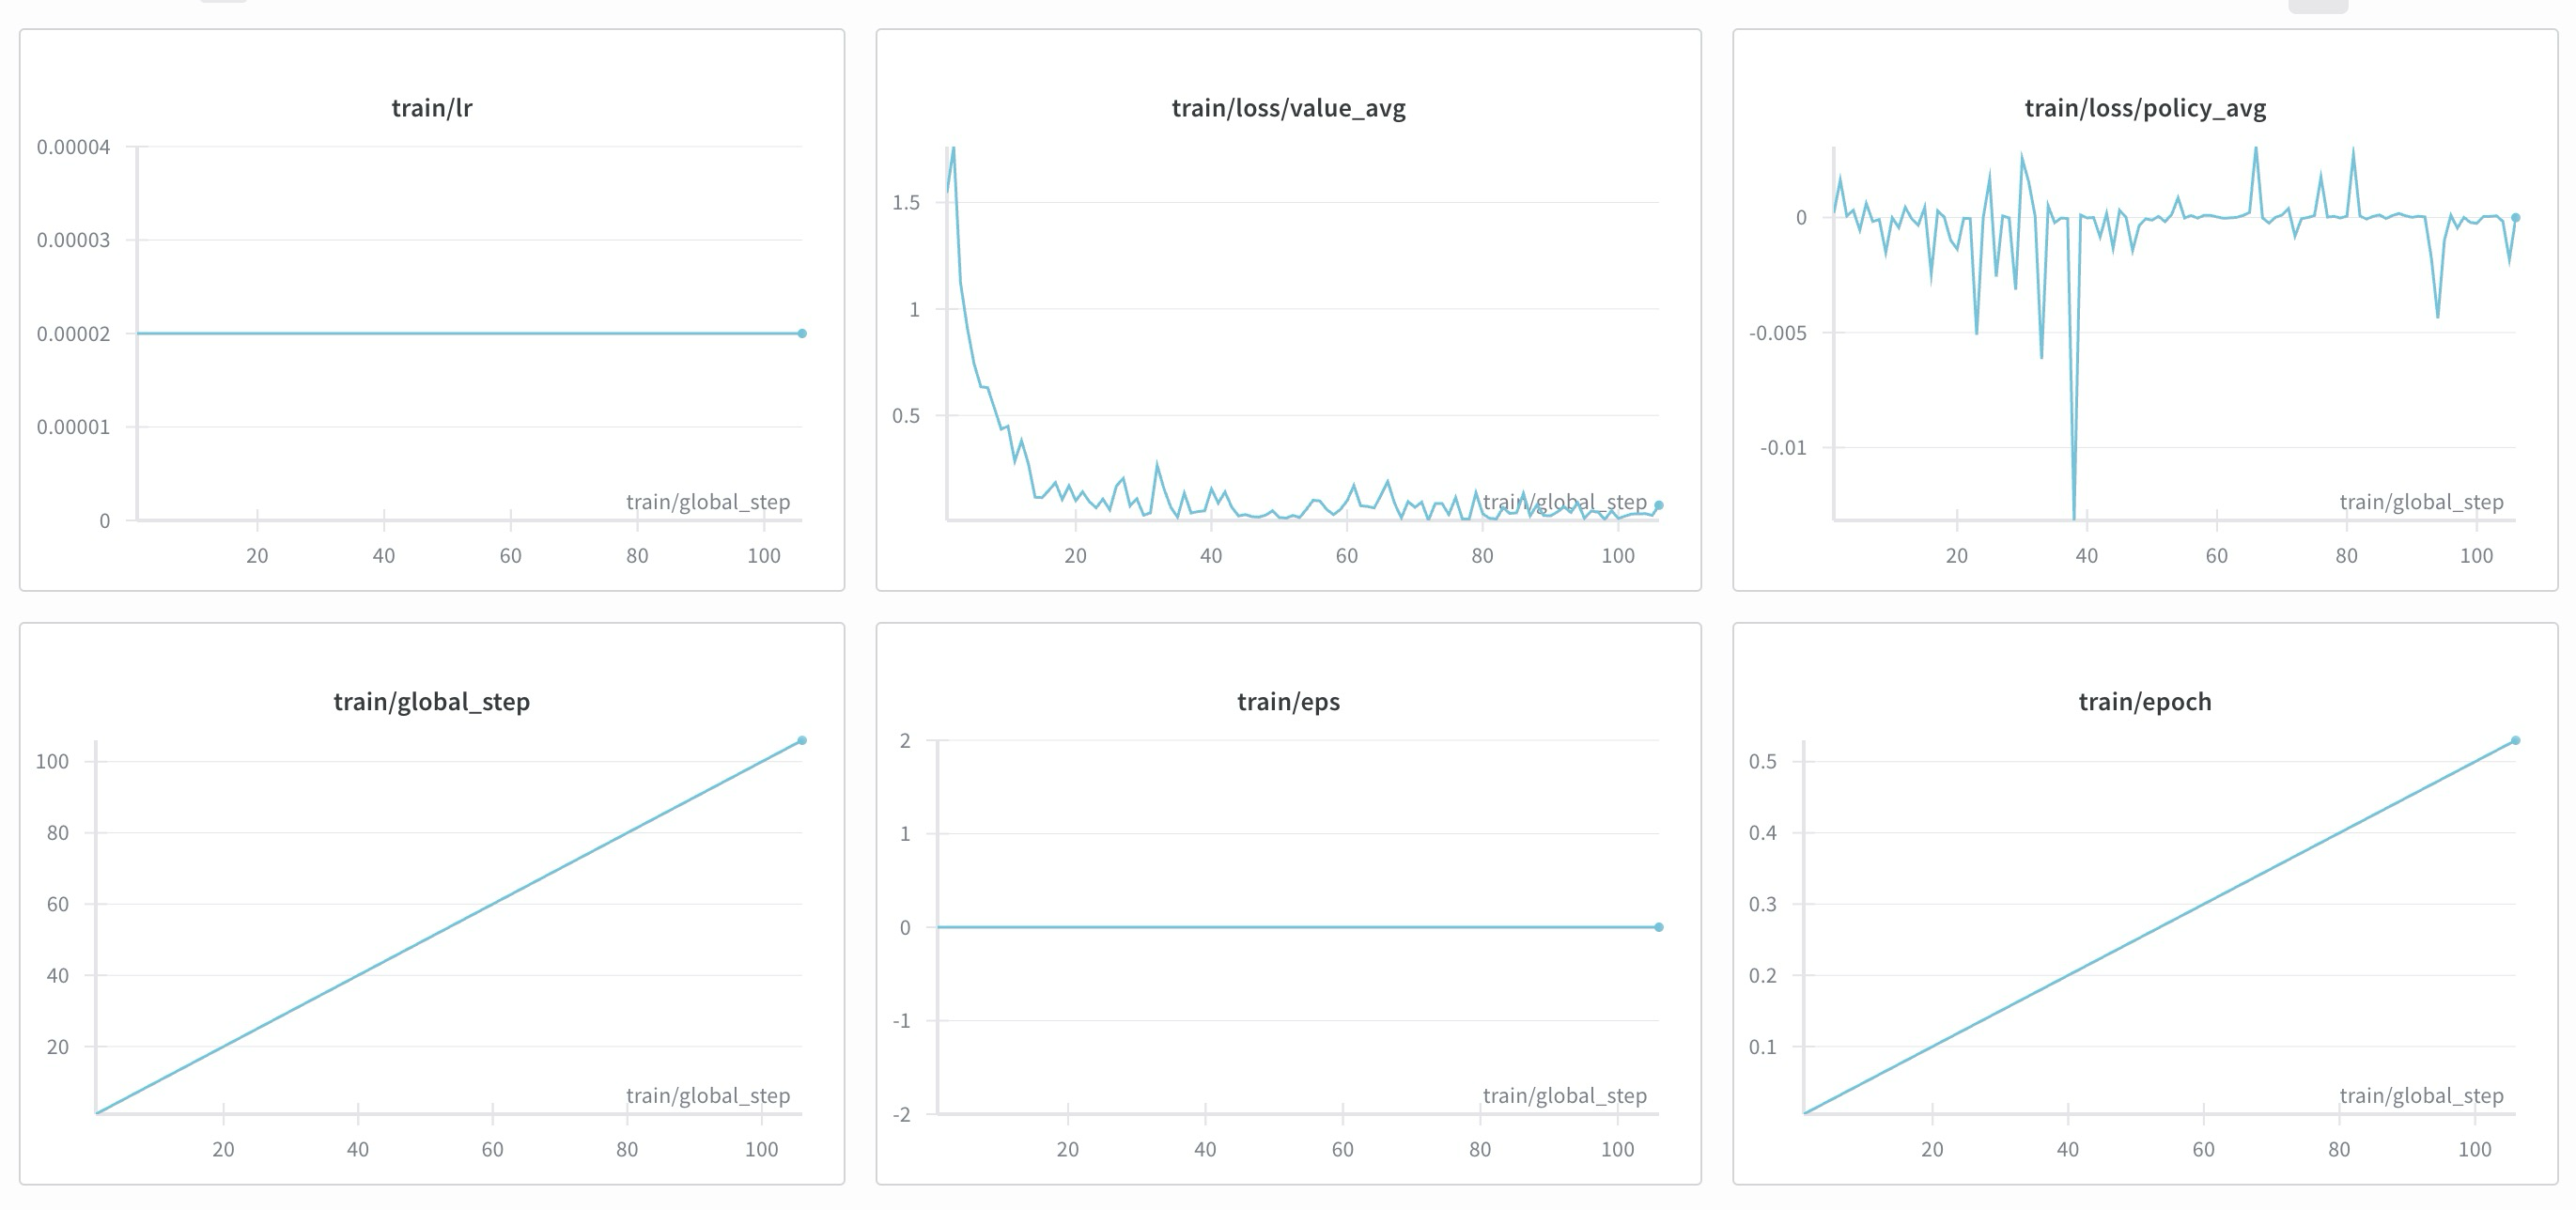 train/lr
0.00004
0.00003
0.00002
0.00001
0
train/global_step
20 40 60 80 100
train/loss/value_avg
1.5
1
0.5
train/global_step
20 40 60 80 100
train/loss/policy_avg
0
-0.005
-0.01
train/global_step
20 40 60 80 100
train/global_step
100
80
60
40
20
train/global_step
20 40 60 80 100
train/eps
2
1
0
-1
-2
train/global_step
20 40 60 80 100
train/epoch
0.5
0.4
0.3
0.2
0.1
train/global_step
20 40 60 80 100